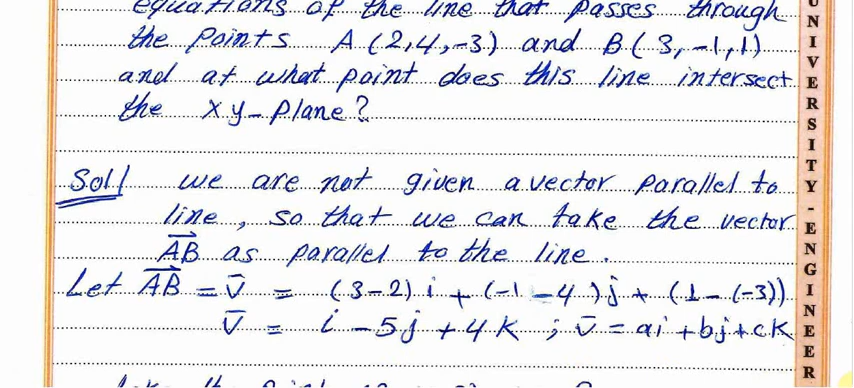 equations of the line that passes through
the points A (2,4,-3) and B (3,-1,1)
and at what point does this line intersect
the xy-plane?
Sol/ we are not given a vector parallel to
line, so that we can take the vector
AB as parallel to the line.
Let AB = v̅ = (3-2) i + (-1-4) j + (1-(-3))
v̅ = i - 5j + 4k ; v̅ = ai + bj + ck
UNIVERSITY - ENGINEER